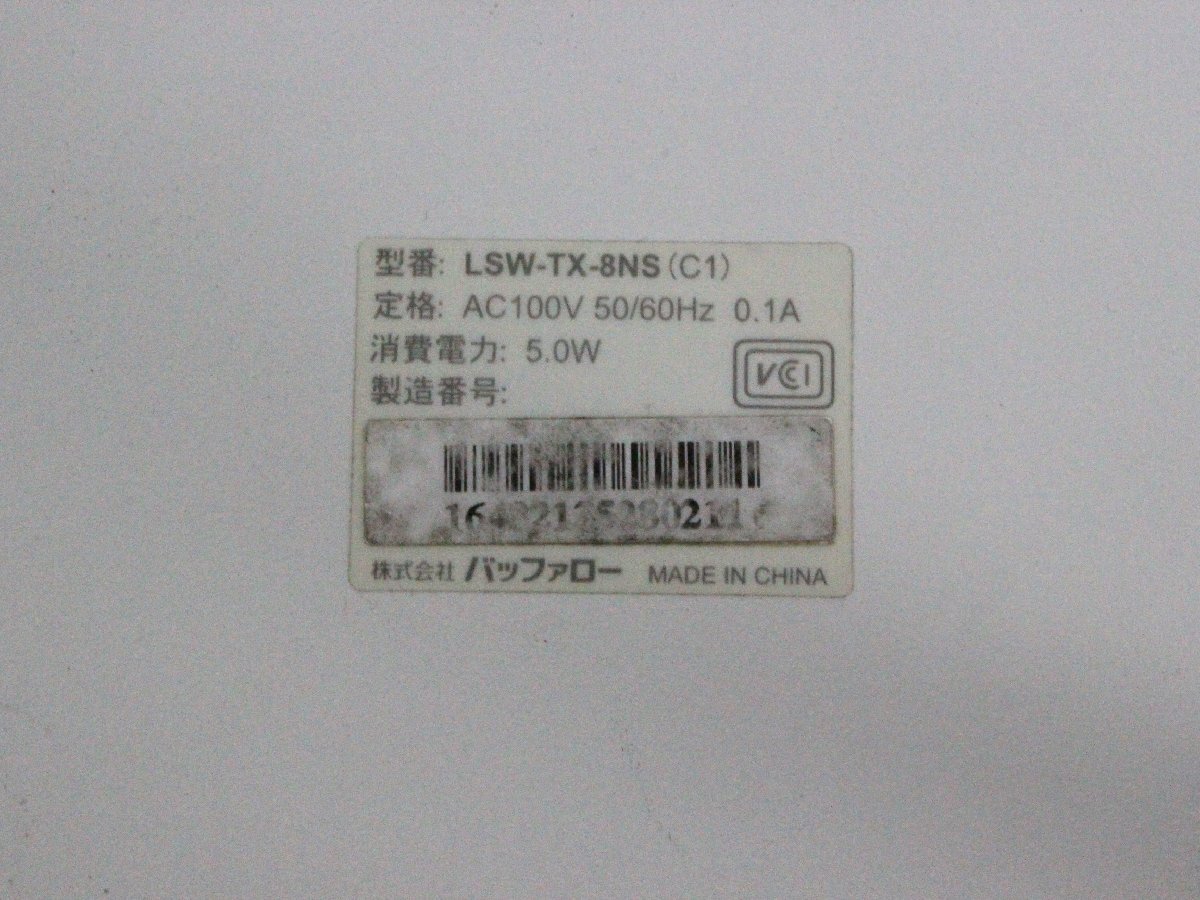 型番: LSW-TX-8NS(C1)
定格: AC100V 50/60Hz 0.1A
消費電力: 5.0W
製造番号:
VCCI
株式会社 バッファロー MADE IN CHINA